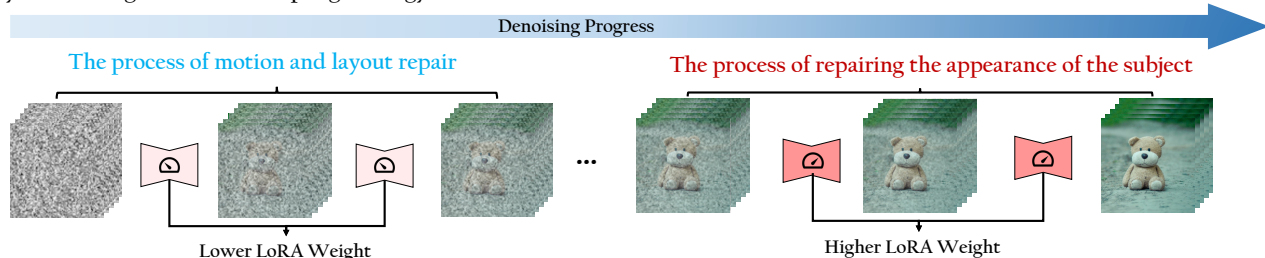 Denoising Progress
The process of motion and layout repair
The process of repairing the appearance of the subject
...
Lower LoRA Weight
Higher LoRA Weight